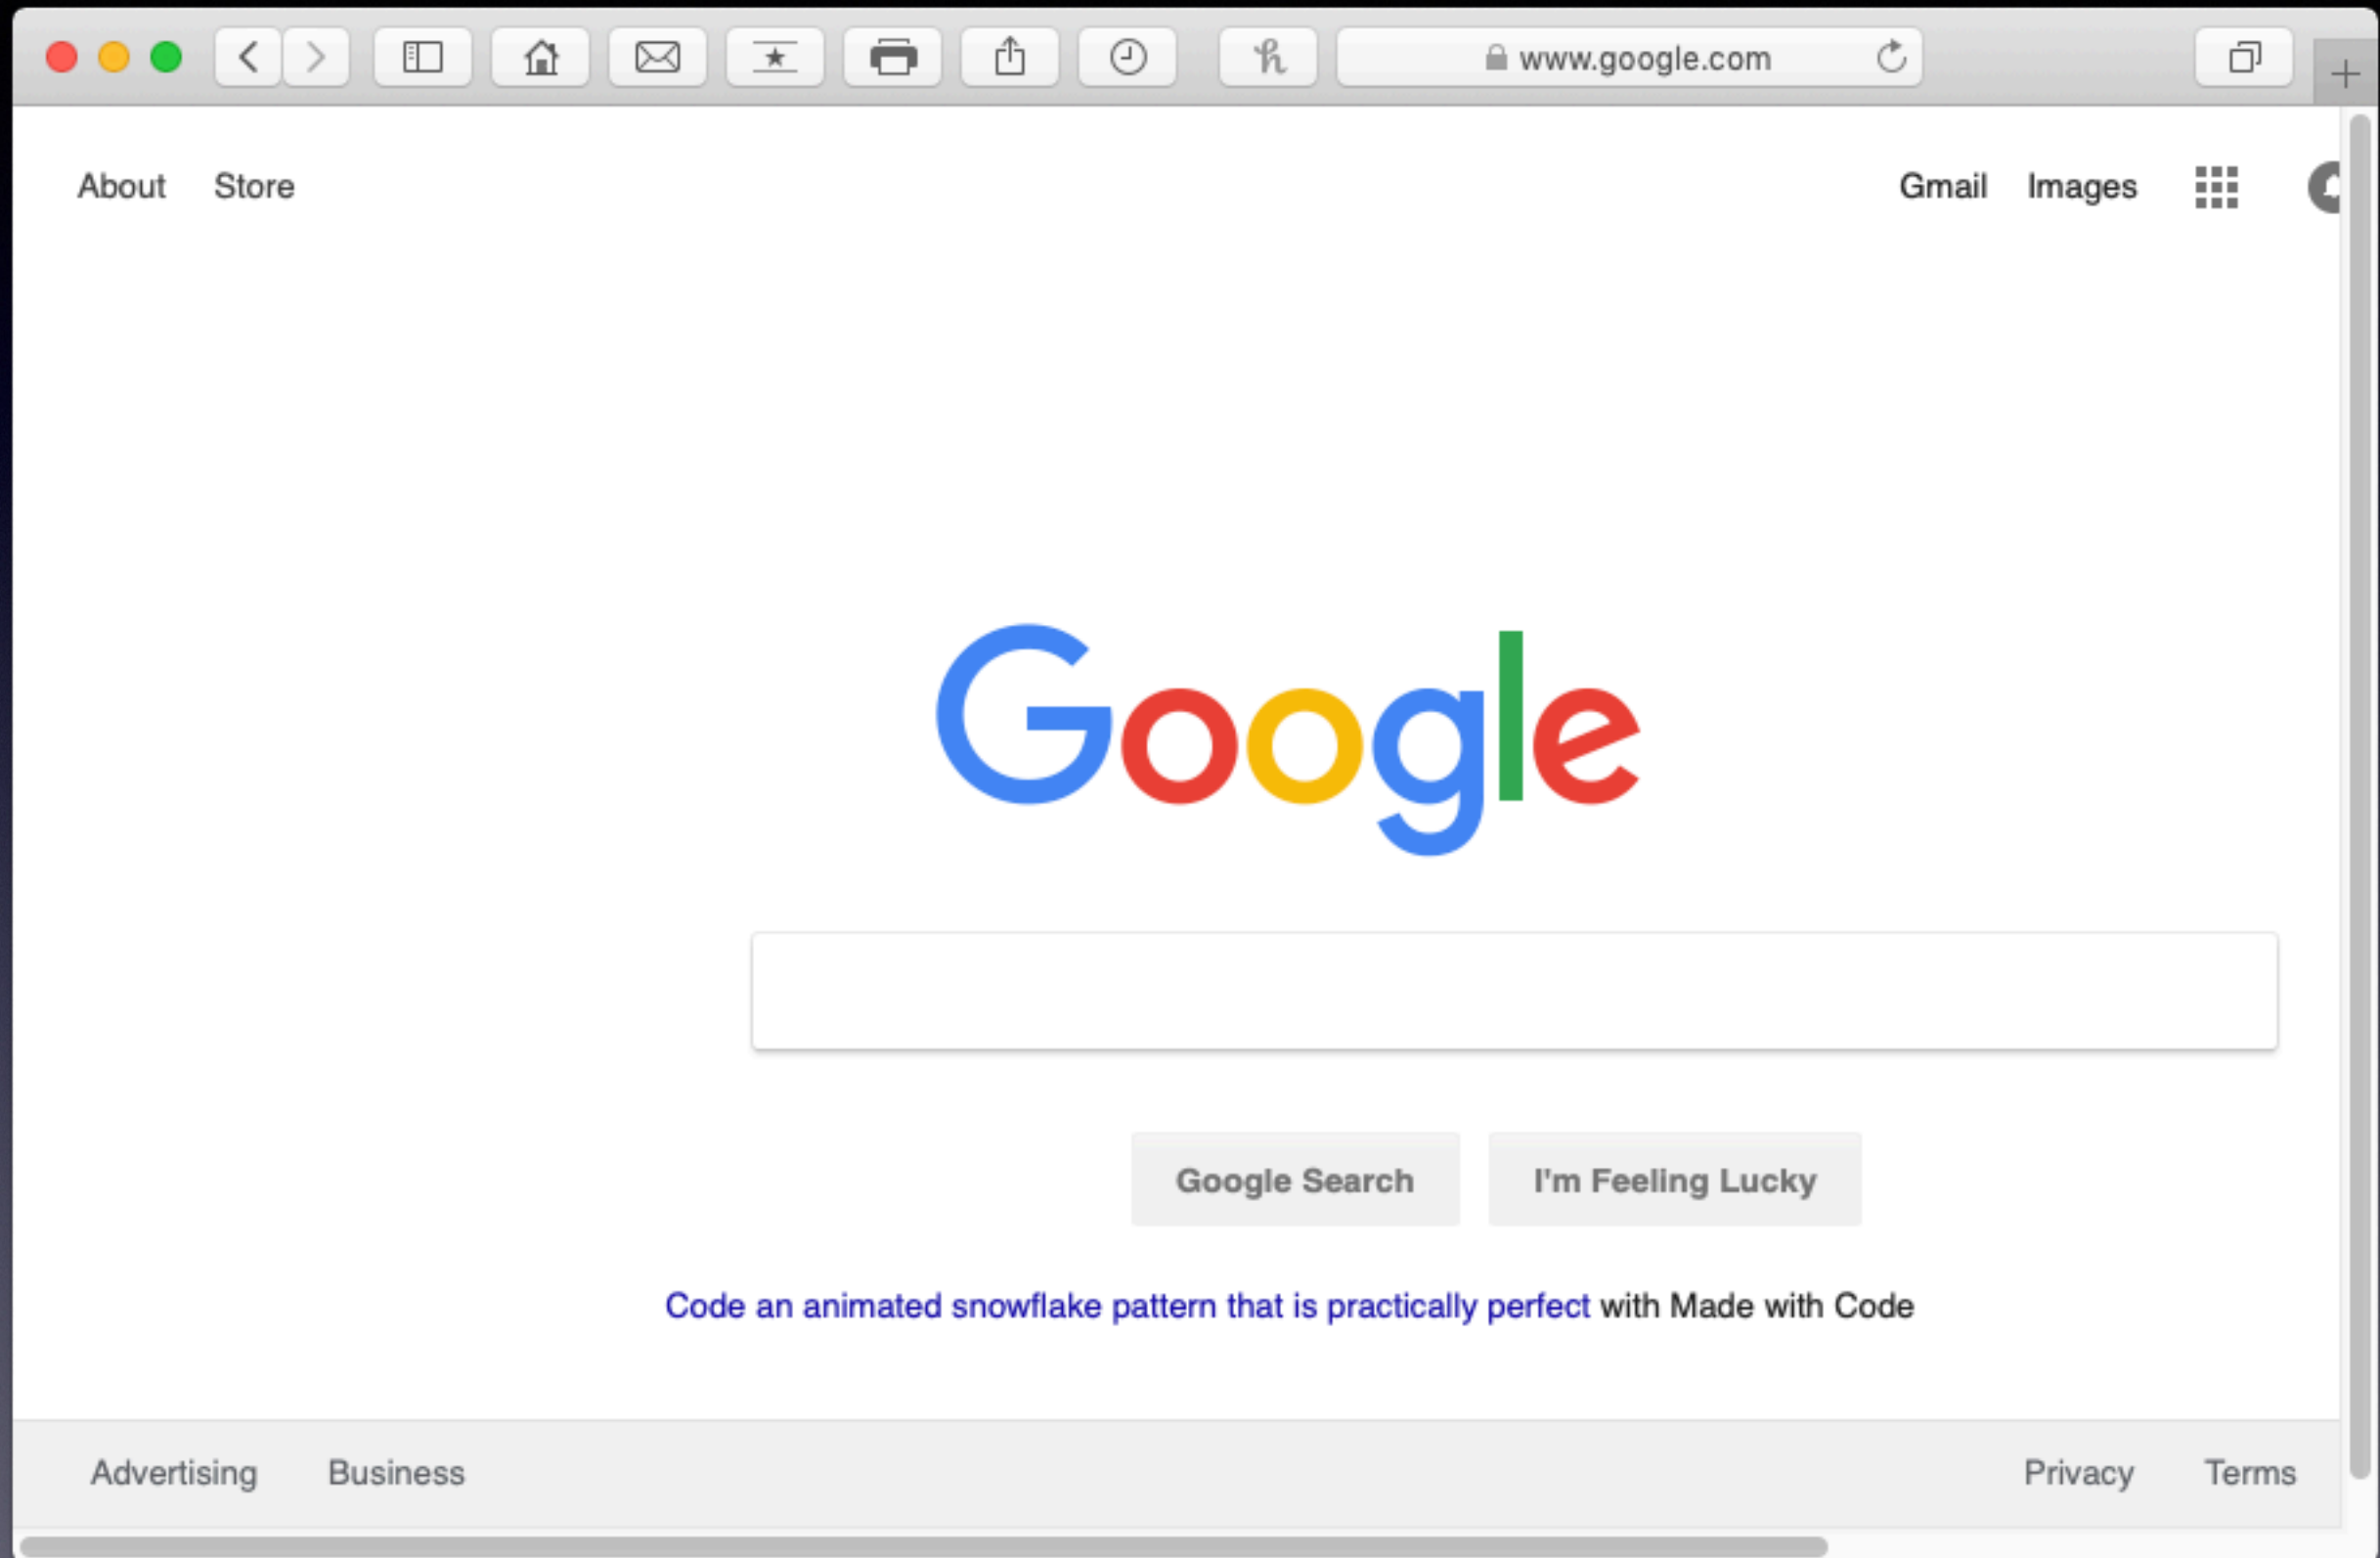 www.google.com
About Store Gmail Images
Google
Google Search I'm Feeling Lucky
Code an animated snowflake pattern that is practically perfect with Made with Code
Advertising Business Privacy Terms